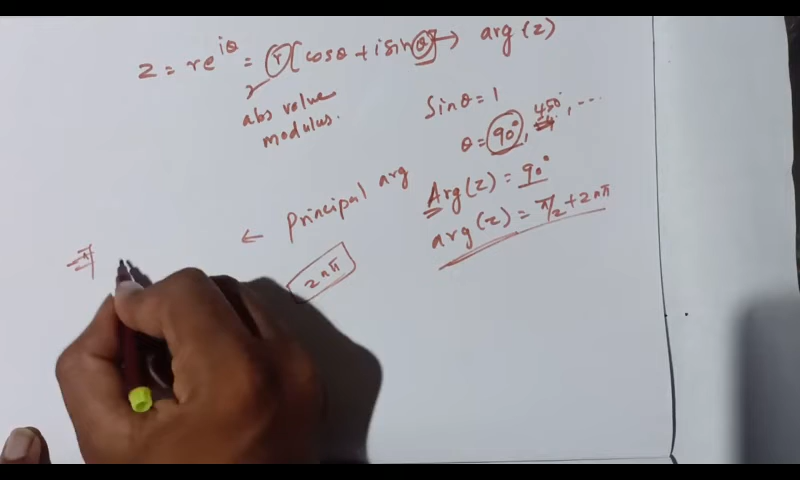 z = re^iθ = r [cosθ + i sinθ] → arg(z)
abs value
modulus.
Sinθ = 1
θ = 90°, 450°, ...
Principal arg
Arg(z) = 90°
arg(z) = π/2 + 2nπ
←
2nπ